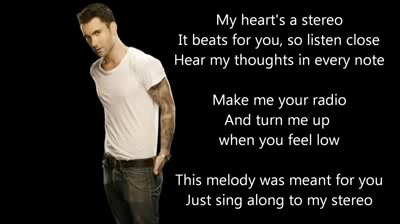 My heart's a stereo
It beats for you, so listen close
Hear my thoughts in every note
Make me your radio
And turn me up
when you feel low
This melody was meant for you
Just sing along to my stereo